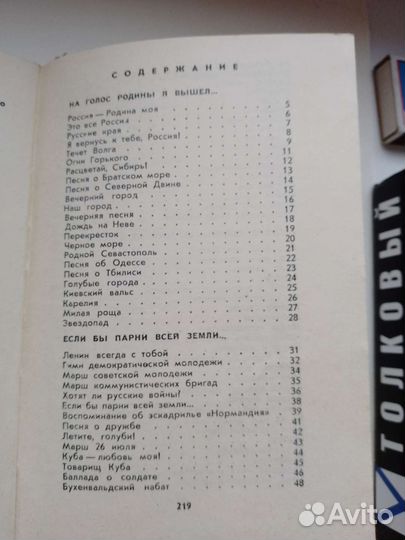 СОДЕРЖАНИЕ
НА ГОЛОС РОДИНЫ Я ВЫШЕЛ...
Россия — Родина моя . . . . . 5
Это все Россия . . . . . 6
Русские края . . . . . 7
Я вернусь к тебе, Россия! . . . . . 8
Течет Волга . . . . . 9
Огни Горького . . . . . 11
Расцветай, Сибирь! . . . . . 12
Песня о Братском море . . . . . 13
Песня о Северной Двине . . . . . 14
Вечерний город . . . . . 15
Наш город . . . . . 16
Вечерняя песня . . . . . 17
Дождь на Неве . . . . . 18
Перекресток . . . . . 19
Черное море . . . . . 20
Родной Севастополь . . . . . 21
Песня об Одессе . . . . . 22
Песня о Тбилиси . . . . . 23
Голубые города . . . . . 24
Киевский вальс . . . . . 25
Карелия . . . . . 26
Милая роща . . . . . 27
Звездопад . . . . . 28
ЕСЛИ БЫ ПАРНИ ВСЕЙ ЗЕМЛИ...
Ленин всегда с тобой . . . . . 31
Гимн демократической молодежи . . 32
Марш советской молодежи . . . . . 34
Марш коммунистических бригад . . . 35
Хотят ли русские войны? . . . . . 36
Если бы парни всей земли... . . . . . 38
Воспоминание об эскадрилье «Нормандия» . 39
Песня о дружбе . . . . . 41
Летите, голуби! . . . . . 42
Марш 26 июля . . . . . 43
Куба — любовь моя! . . . . . 44
Товарищ Куба . . . . . 45
Баллада о солдате . . . . . 46
Бухенвальдский набат . . . . . 48
219
ТОЛКОВЫЙ
Avito